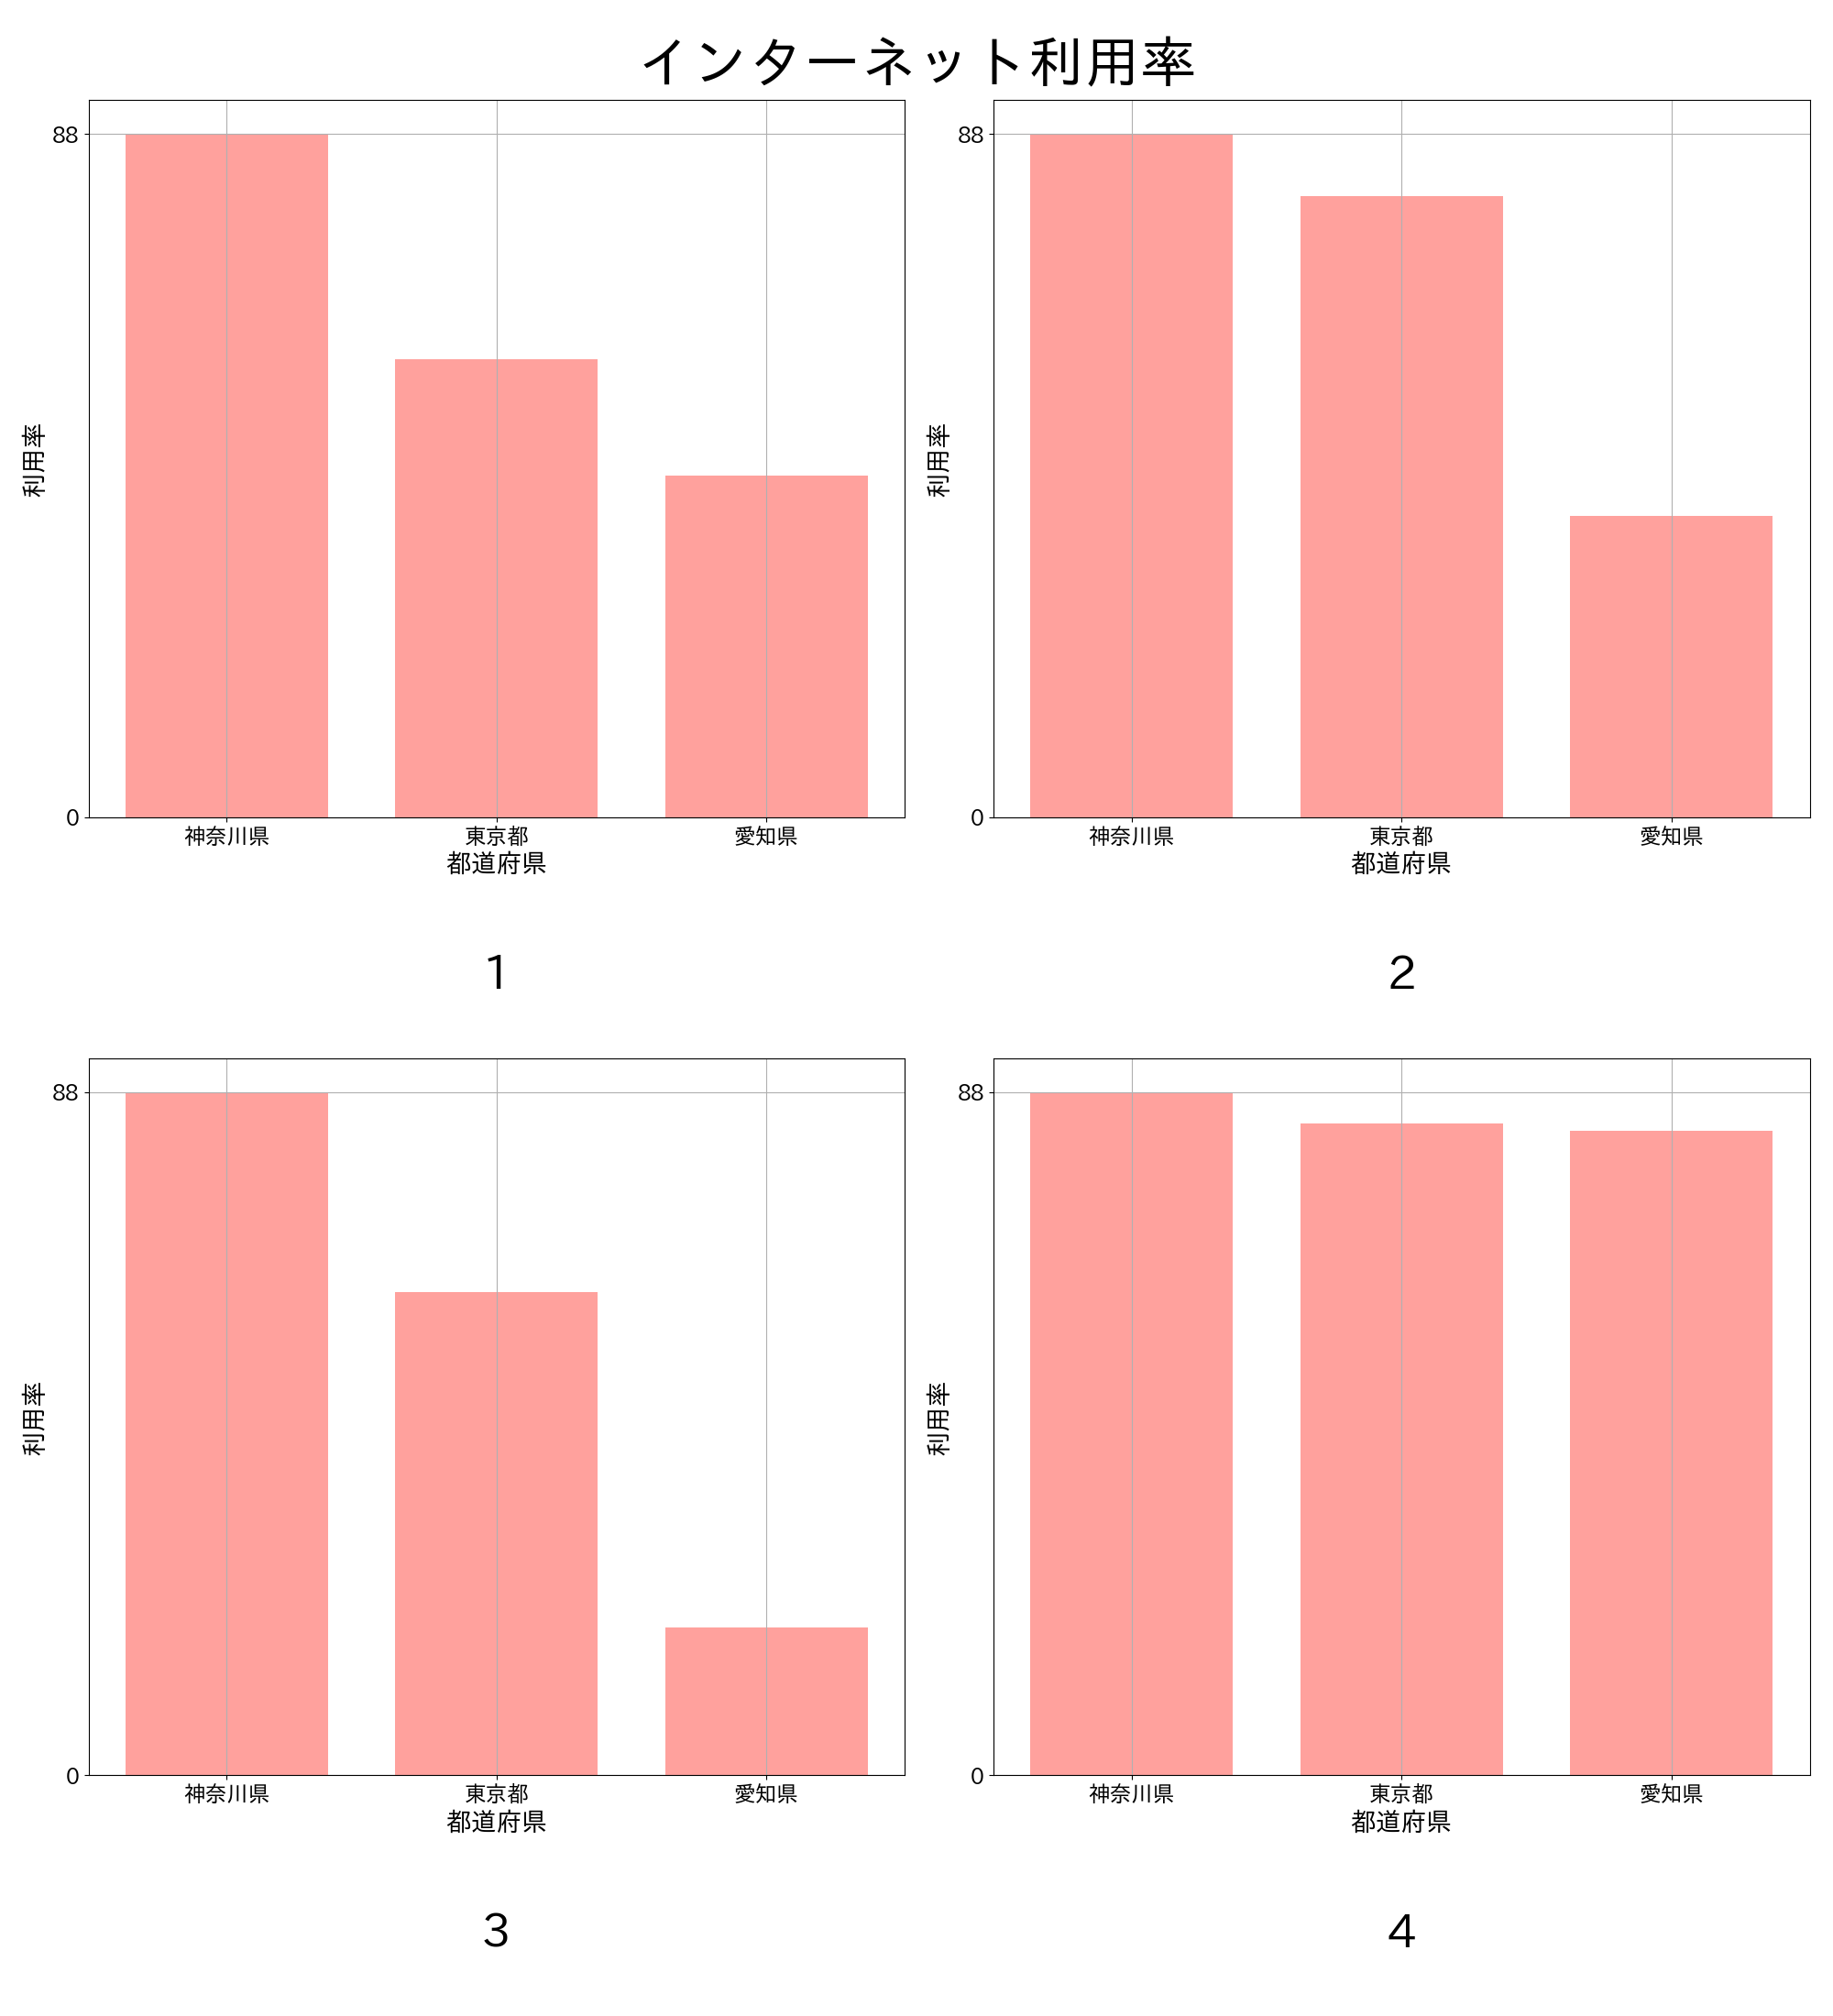 インターネット利用率
88
利用率
0
神奈川県 東京都 愛知県
都道府県
1
88
利用率
0
神奈川県 東京都 愛知県
都道府県
2
88
利用率
0
神奈川県 東京都 愛知県
都道府県
3
88
利用率
0
神奈川県 東京都 愛知県
都道府県
4